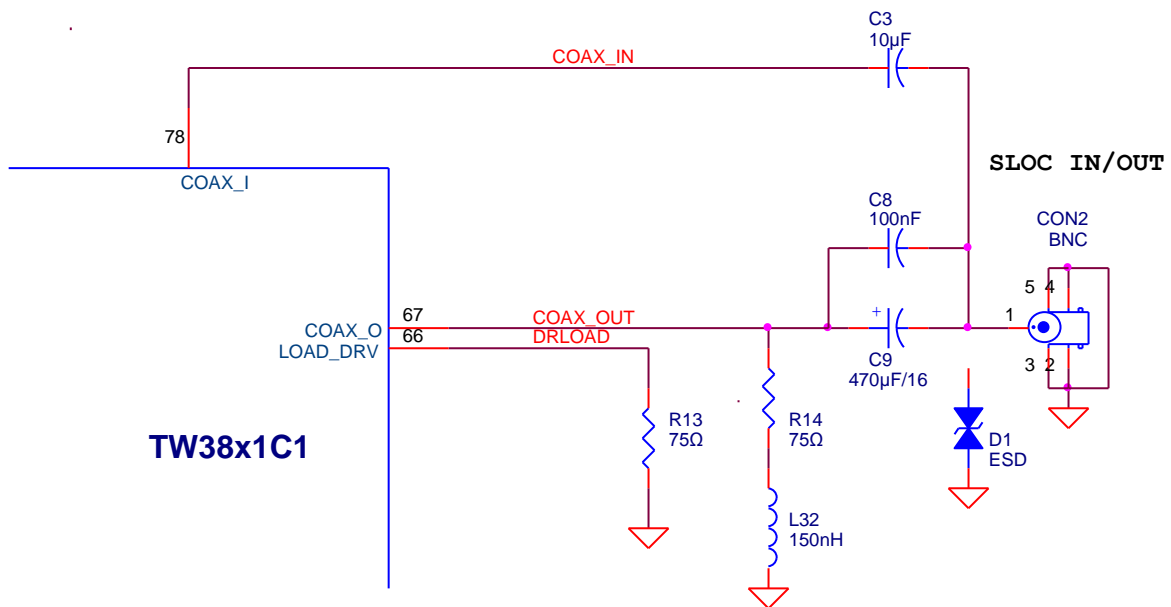 C3
10µF
COAX_IN
78
COAX_I
SLOC IN/OUT
C8
100nF
CON2
BNC
5 4
1
67
COAX_OUT
COAX_O
66
DRLOAD
LOAD_DRV
+
C9
470µF/16
3 2
R13
75Ω
R14
75Ω
D1
ESD
TW38x1C1
L32
150nH